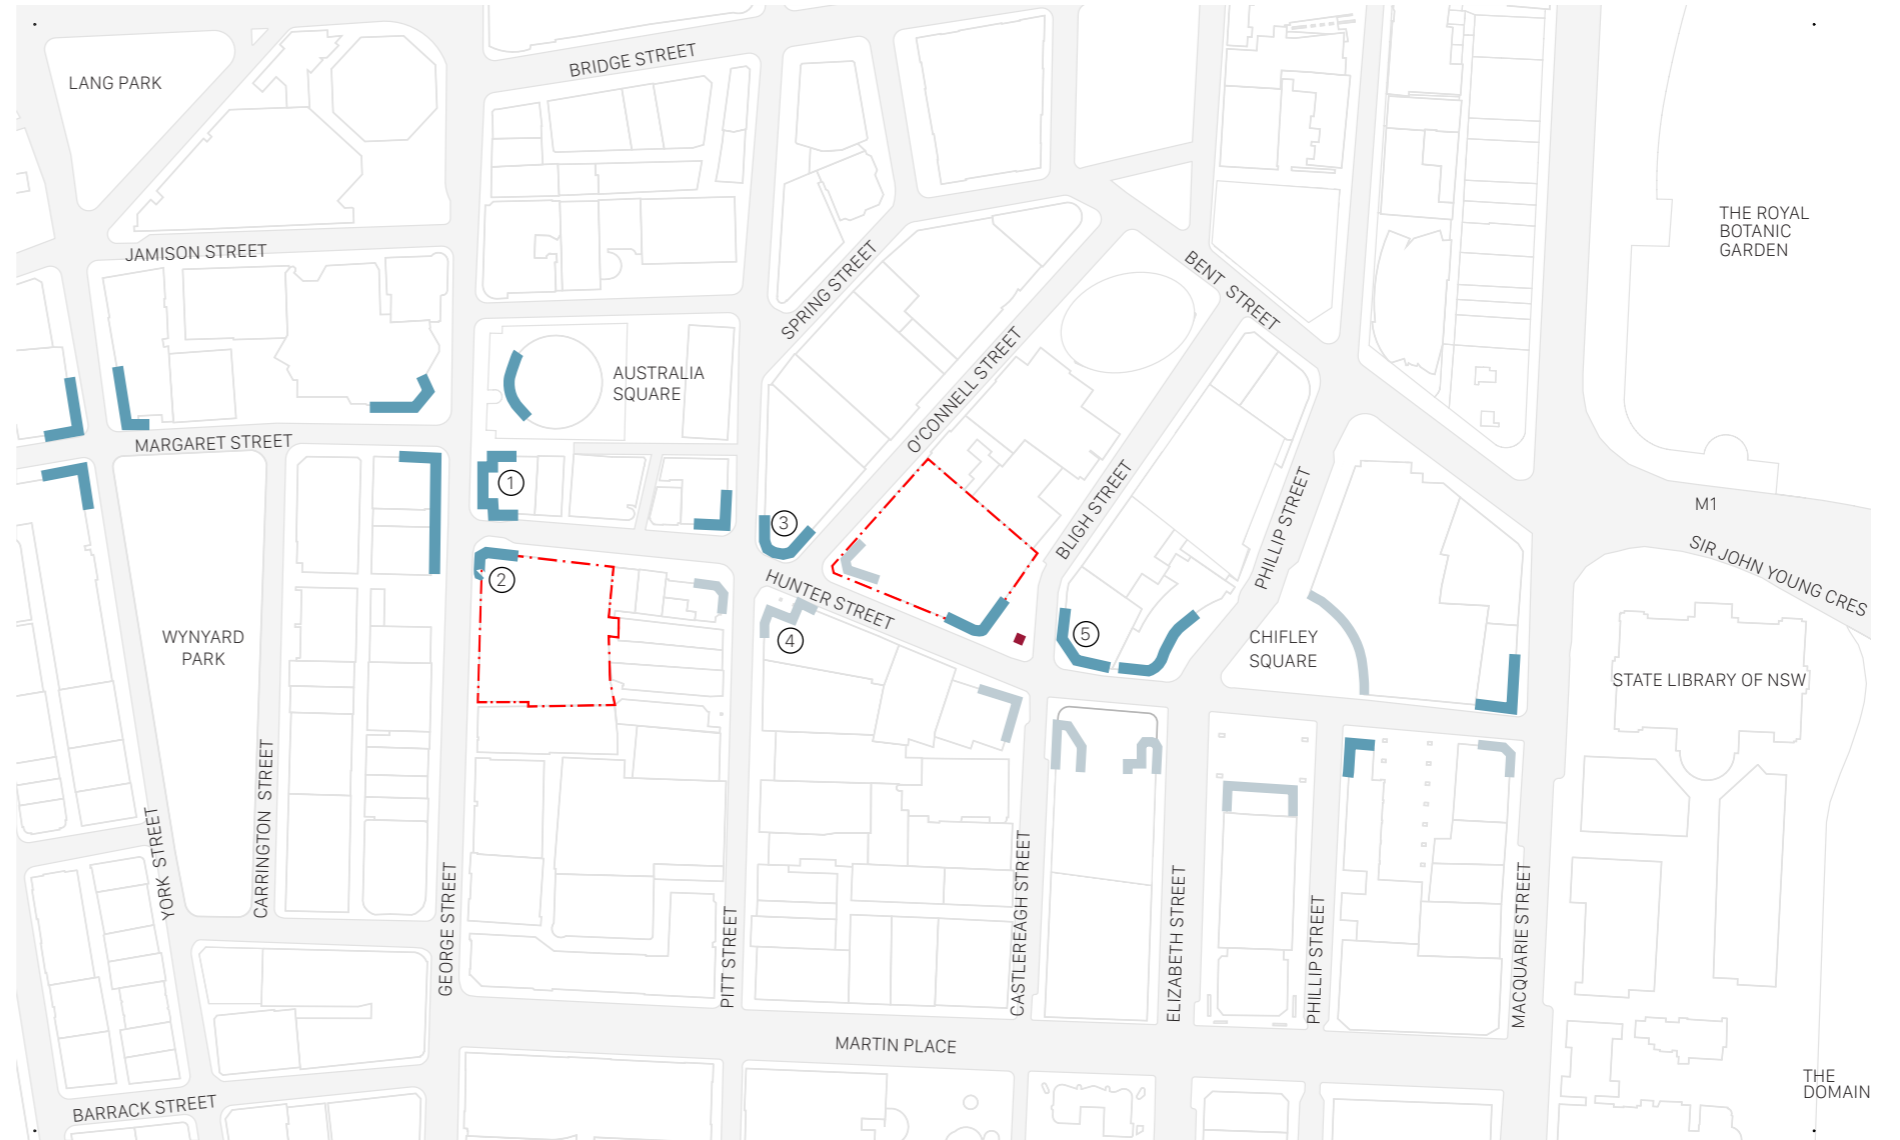 BRIDGE STREET
LANG PARK
THE ROYAL
BOTANIC
GARDEN
JAMISON STREET
SPRING STREET
BENT STREET
AUSTRALIA
SQUARE
O'CONNELL STREET
MARGARET STREET
1
BLIGH STREET
PHILLIP STREET
M1
3
SIR JOHN YOUNG CRES
2
HUNTER STREET
WYNYARD
PARK
4
5
CHIFLEY
SQUARE
STATE LIBRARY OF NSW
YORK STREET
CARRINGTON STREET
GEORGE STREET
PITT STREET
CASTLEREAGH STREET
ELIZABETH STREET
PHILLIP STREET
MACQUARIE STREET
MARTIN PLACE
THE
DOMAIN
BARRACK STREET